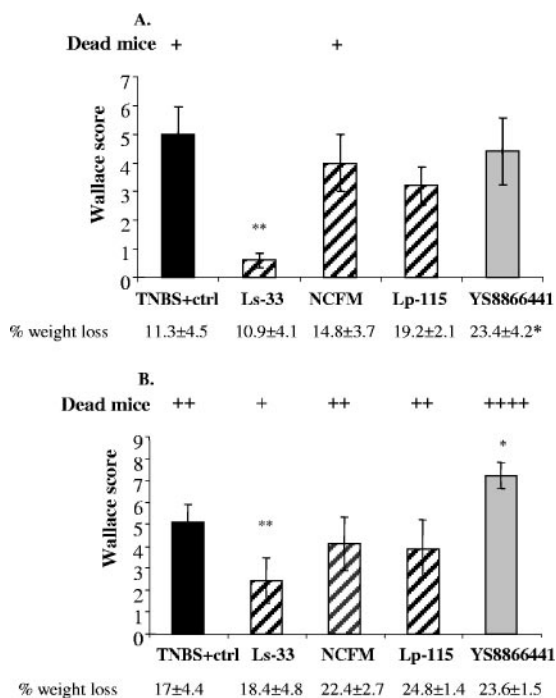 A.
Dead mice + +
7
6
5
4
3
2
1
0
Wallace score
**
TNBS+ctrl Ls-33 NCFM Lp-115 YS8866441
% weight loss 11.3±4.5 10.9±4.1 14.8±3.7 19.2±2.1 23.4±4.2*
B.
Dead mice ++ + ++ ++ ++++
9
8
7
6
5
4
3
2
1
0
Wallace score
**
*
TNBS+ctrl Ls-33 NCFM Lp-115 YS8866441
% weight loss 17±4.4 18.4±4.8 22.4±2.7 24.8±1.4 23.6±1.5